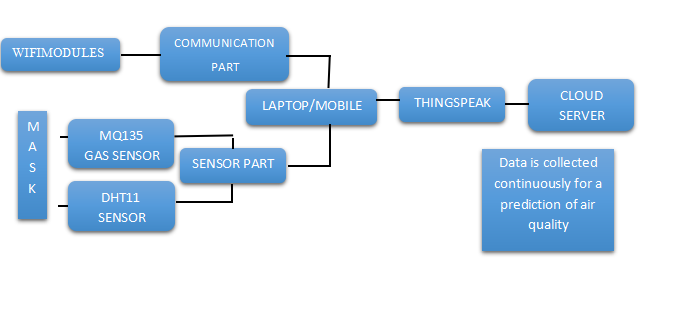 WIFIMODULES
COMMUNICATION
PART
LAPTOP/MOBILE
THINGSPEAK
CLOUD
SERVER
M
A
S
K
MQ135
GAS SENSOR
SENSOR PART
DHT11
SENSOR
Data is collected
continuously for a
prediction of air
quality